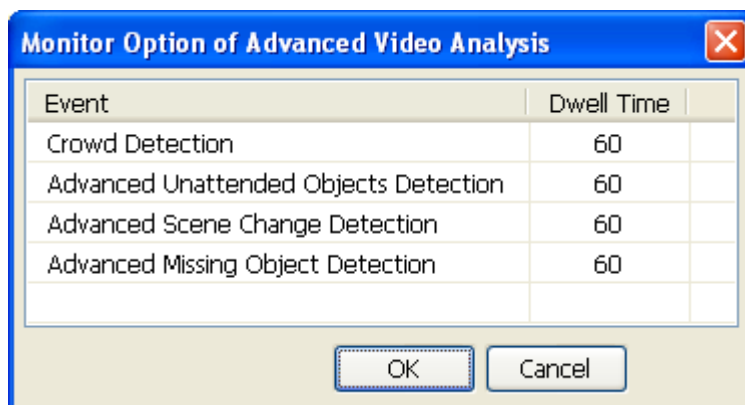 Monitor Option of Advanced Video Analysis
Event Dwell Time
Crowd Detection 60
Advanced Unattended Objects Detection 60
Advanced Scene Change Detection 60
Advanced Missing Object Detection 60
OK Cancel